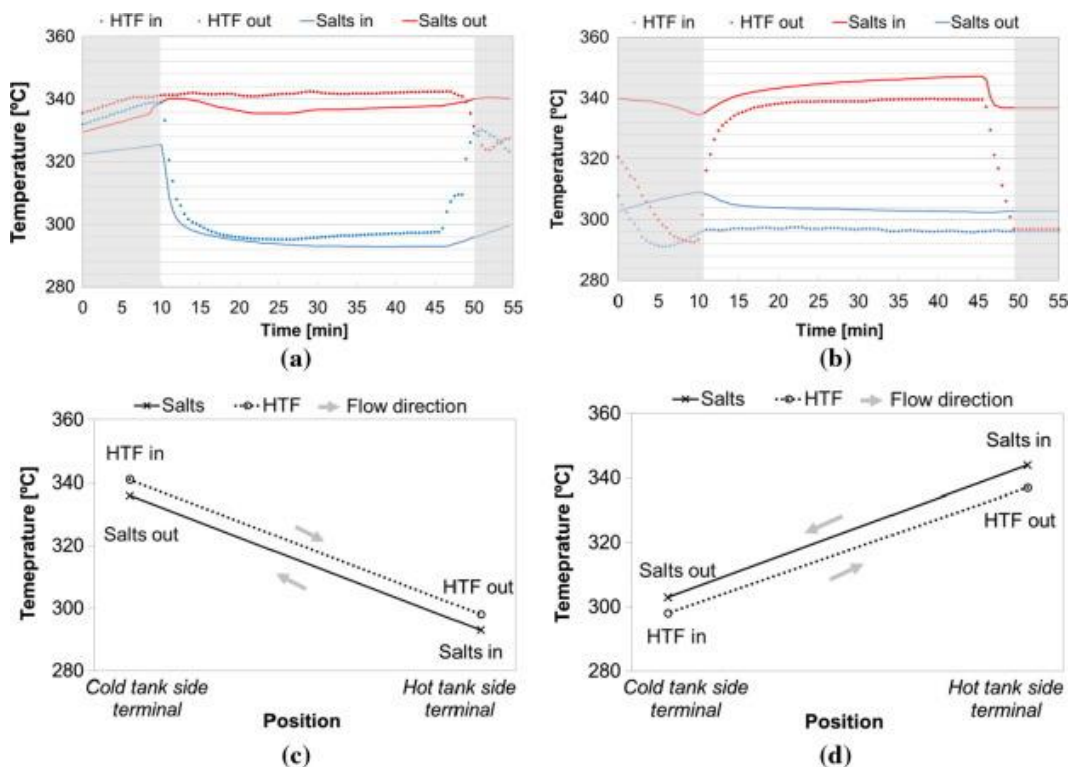 HTF in HTF out Salts in Salts out
360
340
320
300
280
Temperature [ºC]
0 5 10 15 20 25 30 35 40 45 50 55
Time [min]
(a)
HTF in HTF out Salts in Salts out
360
340
320
300
280
Temperature [ºC]
0 5 10 15 20 25 30 35 40 45 50 55
Time [min]
(b)
Salts HTF Flow direction
360
340
320
300
280
Temeprature [ºC]
HTF in
Salts out
HTF out
Salts in
Cold tank side
terminal
Hot tank side
terminal
Position
(c)
Salts HTF Flow direction
360
340
320
300
280
Temeprature [ºC]
Salts in
HTF out
Salts out
HTF in
Cold tank side
terminal
Hot tank side
terminal
Position
(d)